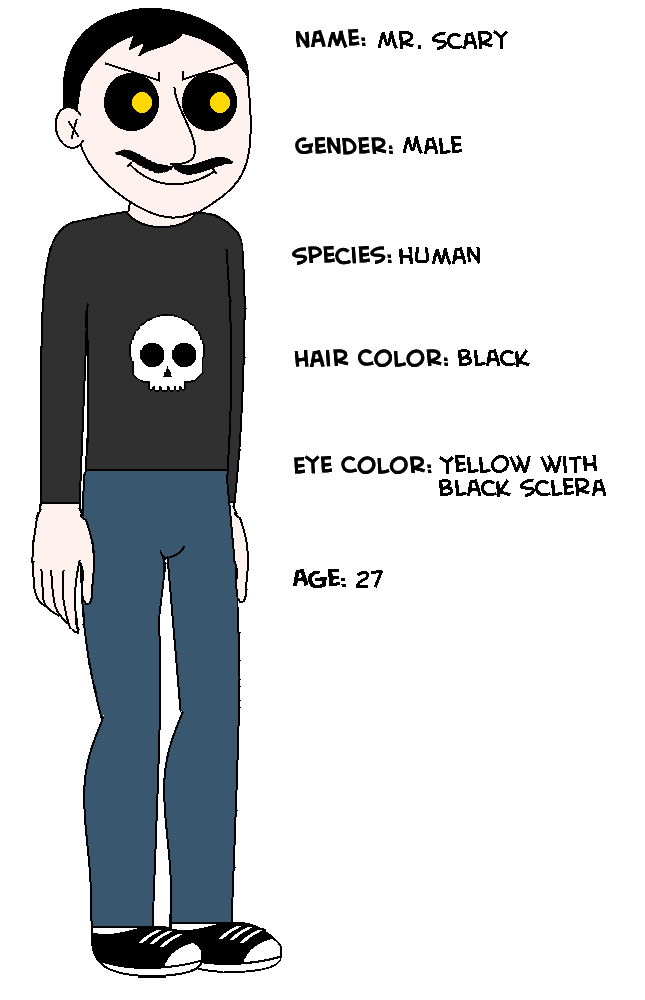 NAME: MR. SCARY
GENDER: MALE
SPECIES: HUMAN
HAIR COLOR: BLACK
EYE COLOR: YELLOW WITH
BLACK SCLERA
AGE: 27